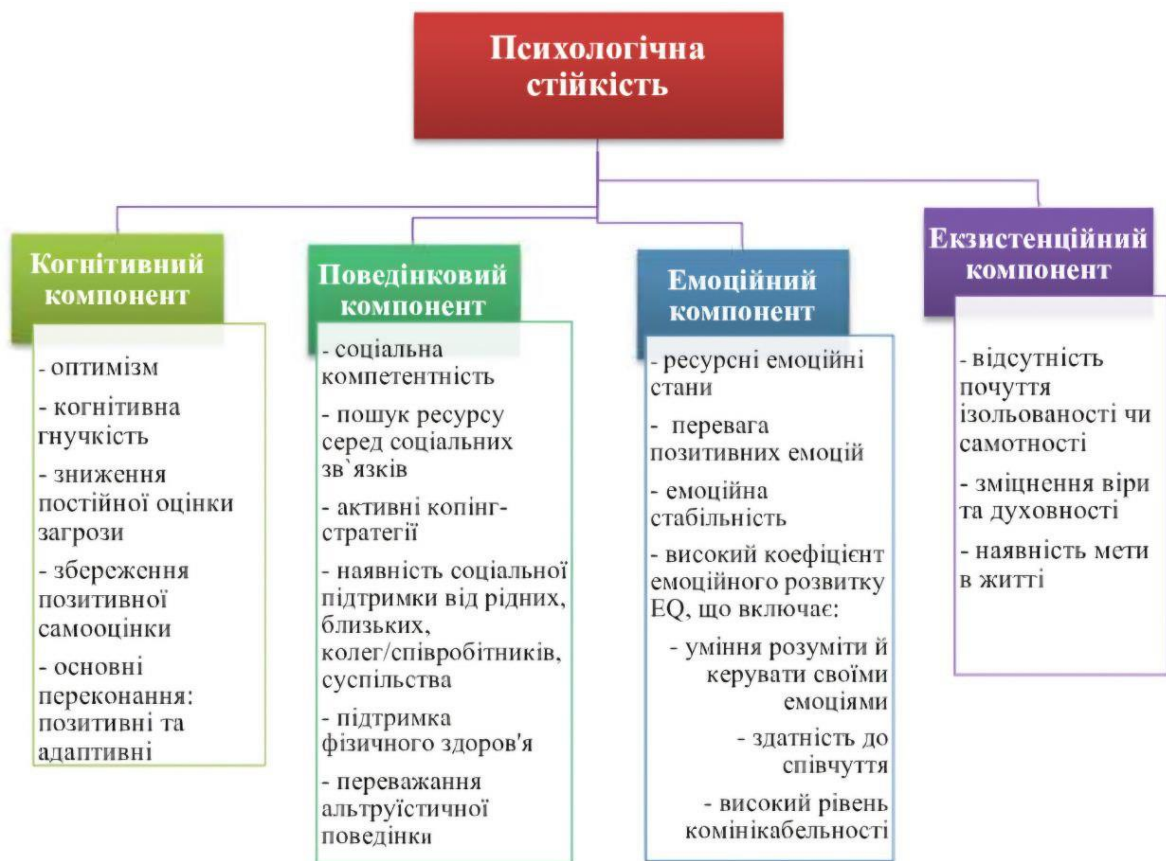 Психологічна
стійкість
Когнітивний
компонент
- оптимізм
- когнітивна
гнучкість
- зниження
постійної оцінки
загрози
- збереження
позитивної
самооцінки
- основні
переконання:
позитивні та
адаптивні
Поведінковий
компонент
- соціальна
компетентність
- пошук ресурсу
серед соціальних
зв`язків
- активні копінг-
стратегії
- наявність соціальної
підтримки від рідних,
близьких,
колег/співробітників,
суспільства
- підтримка
фізичного здоров'я
- переважання
альтруїстичної
поведінки
Емоційний
компонент
- ресурсні емоційні
стани
- перевага
позитивних емоцій
- емоційна
стабільність
- високий коефіцієнт
емоційного розвитку
EQ, що включає:
- уміння розуміти й
керувати своїми
емоціями
- здатність до
співчуття
- високий рівень
комінікабельності
Екзистенційний
компонент
- відсутність
почуття
ізольованості чи
самотності
- зміцнення віри
та духовності
- наявність мети
в житті